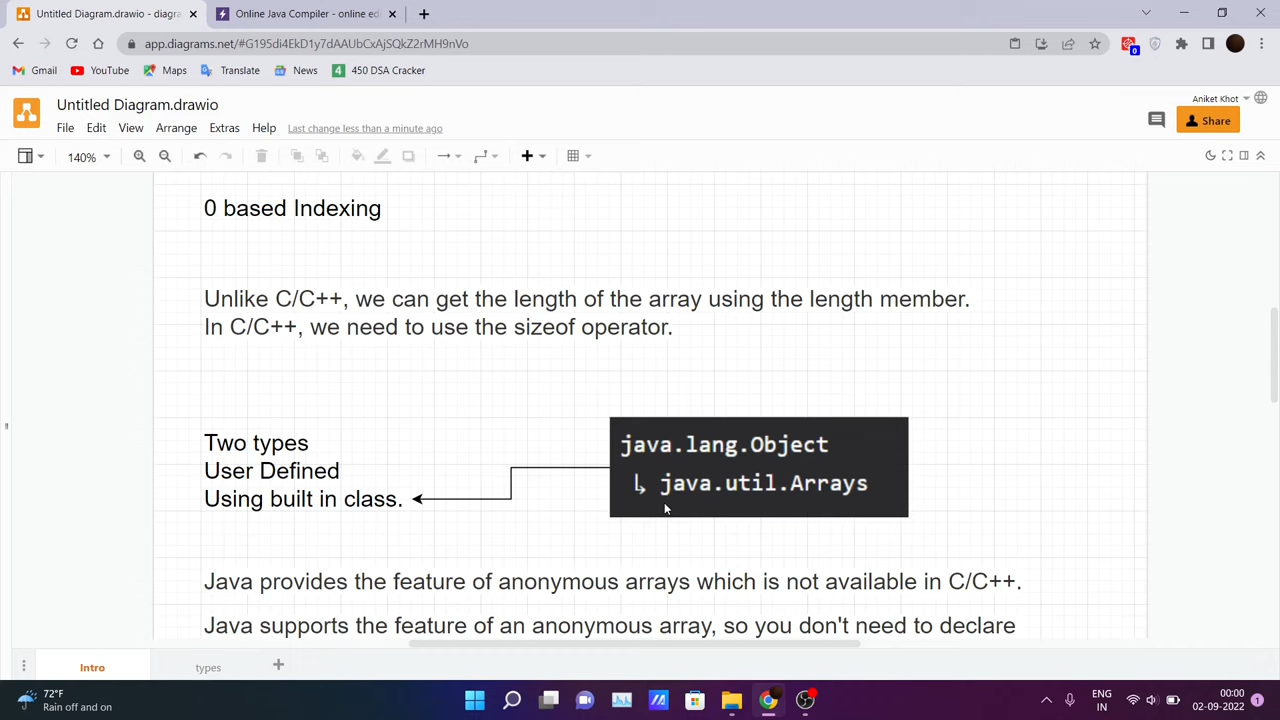 Untitled Diagram.drawio - diagra
Online Java Compiler - online edi
app.diagrams.net/#G195di4EkD1y7dAAUbCxAjSQkZ2xMH9nVo
0
Gmail
YouTube
Maps
Translate
News
4 450 DSA Cracker
Untitled Diagram.drawio
Aniket Khot
File Edit View Arrange Extras Help Last change less than a minute ago
Share
140%
0 based Indexing
Unlike C/C++, we can get the length of the array using the length member.
In C/C++, we need to use the sizeof operator.
Two types
User Defined
Using built in class.
java.lang.Object
↳ java.util.Arrays
Java provides the feature of anonymous arrays which is not available in C/C++.
Java supports the feature of an anonymous array, so you don't need to declare
Intro
types
72°F
Rain off and on
ENG
IN
00:00
02-09-2022
1